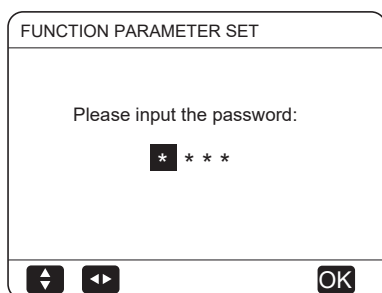 FUNCTION PARAMETER SET
Please input the password:
* * * *
OK